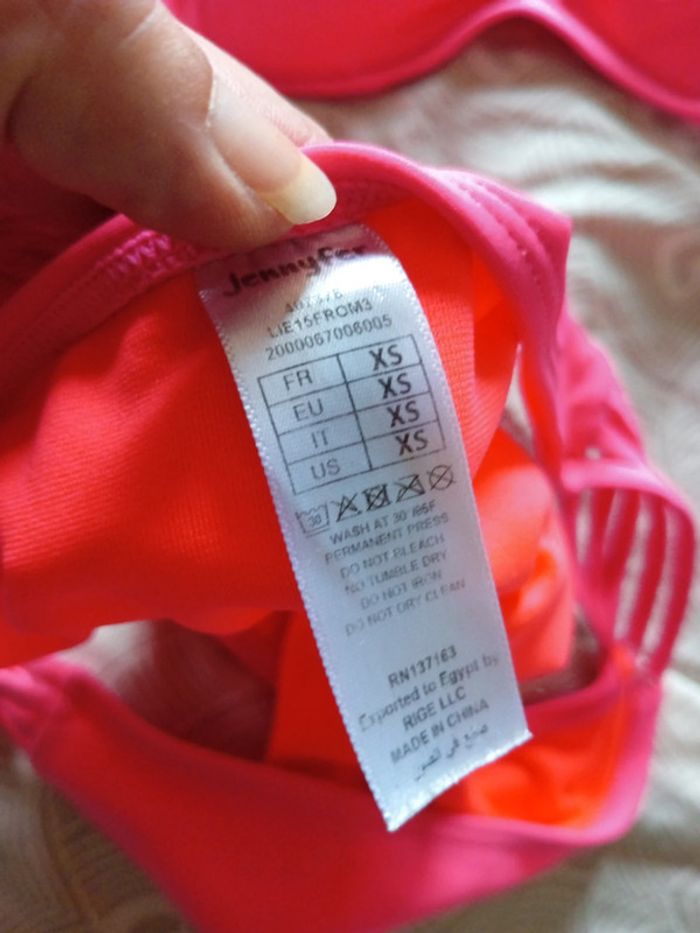 Jennyfer
LIE15FROM3
2000067006005
FR XS
EU XS
IT XS
US XS
30
WASH AT 30°/85F
PERMANENT PRESS
DO NOT BLEACH
NO TUMBLE DRY
DO NOT IRON
DO NOT DRY CLEAN
RN137163
Exported to Egypt by
RIGE LLC
MADE IN CHINA
صنع في الصين